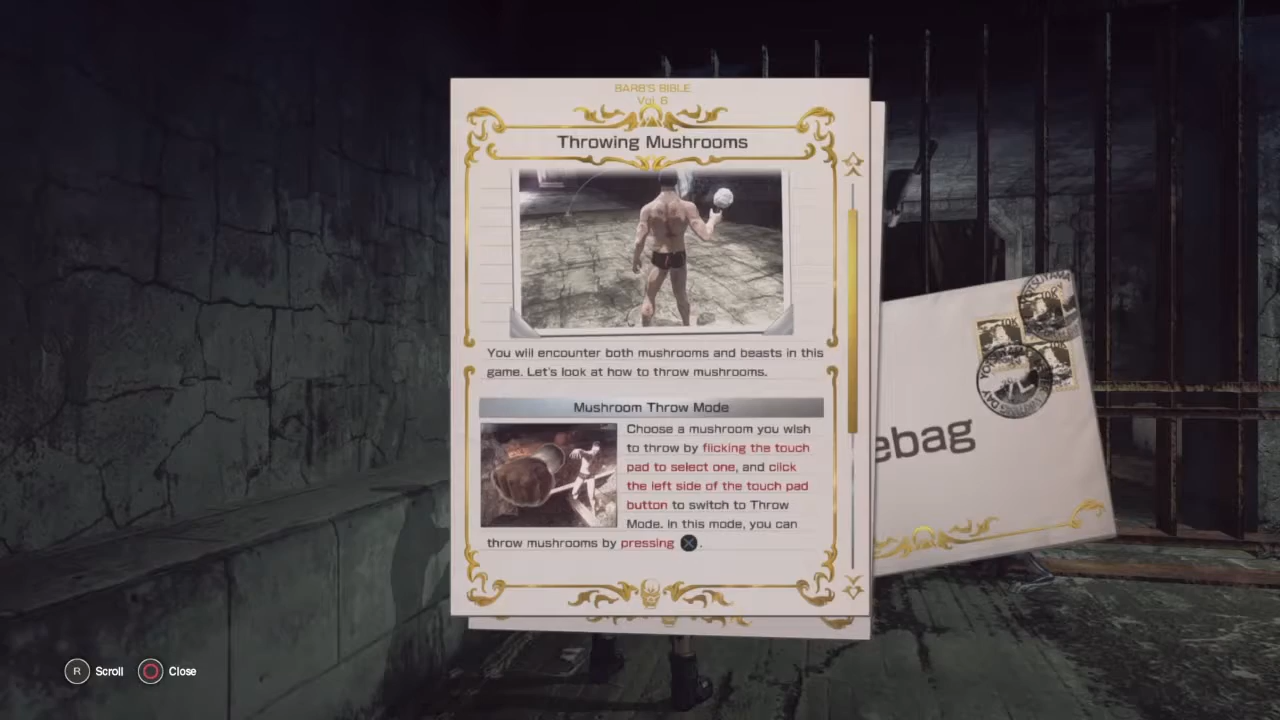 BARB'S BIBLE
Vol. 6
Throwing Mushrooms
You will encounter both mushrooms and beasts in this
game. Let's look at how to throw mushrooms.
Mushroom Throw Mode
Choose a mushroom you wish
to throw by flicking the touch
pad to select one, and click
the left side of the touch pad
button to switch to Throw
Mode. In this mode, you can
throw mushrooms by pressing
ebag
R Scroll Close